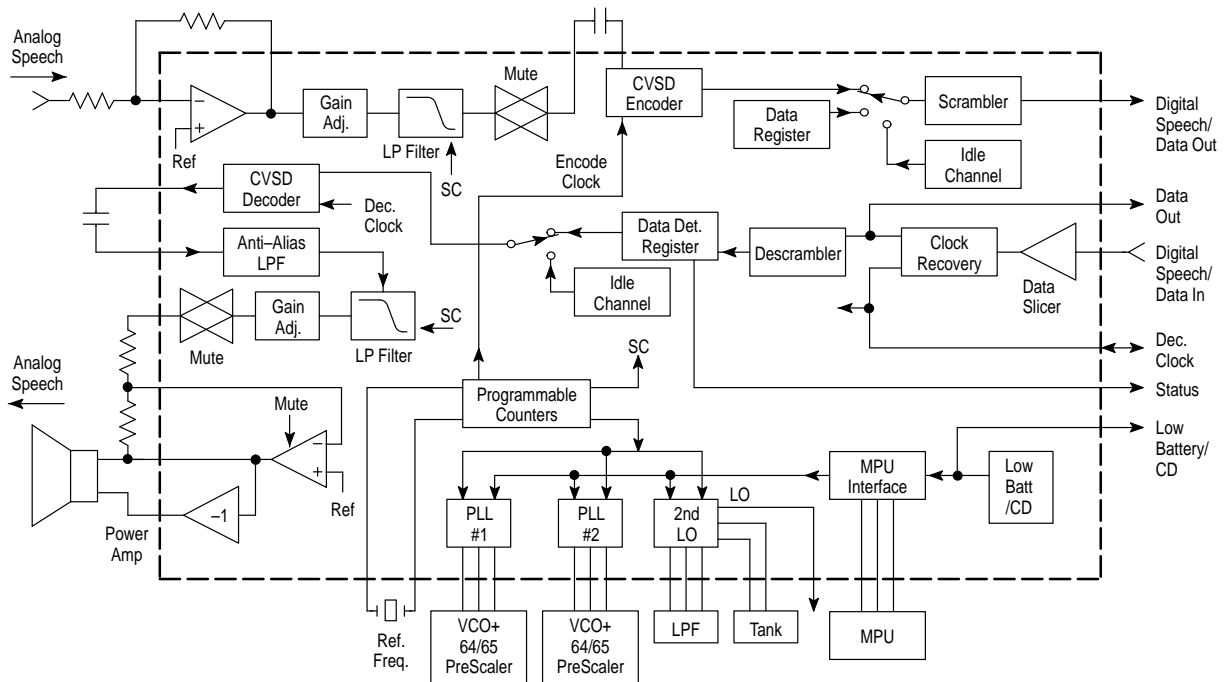 Analog
Speech
Ref
Gain
Adj.
LP Filter
SC
Mute
CVSD
Encoder
Encode
Clock
Data
Register
Idle
Channel
Scrambler
Digital
Speech/
Data Out
CVSD
Decoder
Dec.
Clock
Anti–Alias
LPF
Data Det.
Register
Idle
Channel
Descrambler
Clock
Recovery
Data
Slicer
Data
Out
Digital
Speech/
Data In
Mute
Gain
Adj.
LP Filter
SC
Dec.
Clock
Status
Analog
Speech
Mute
Ref
–1
Power
Amp
Programmable
Counters
SC
Low
Battery/
CD
MPU
Interface
Low
Batt
/CD
PLL
#1
PLL
#2
2nd
LO
LO
Ref.
Freq.
VCO+
64/65
PreScaler
VCO+
64/65
PreScaler
LPF
Tank
MPU